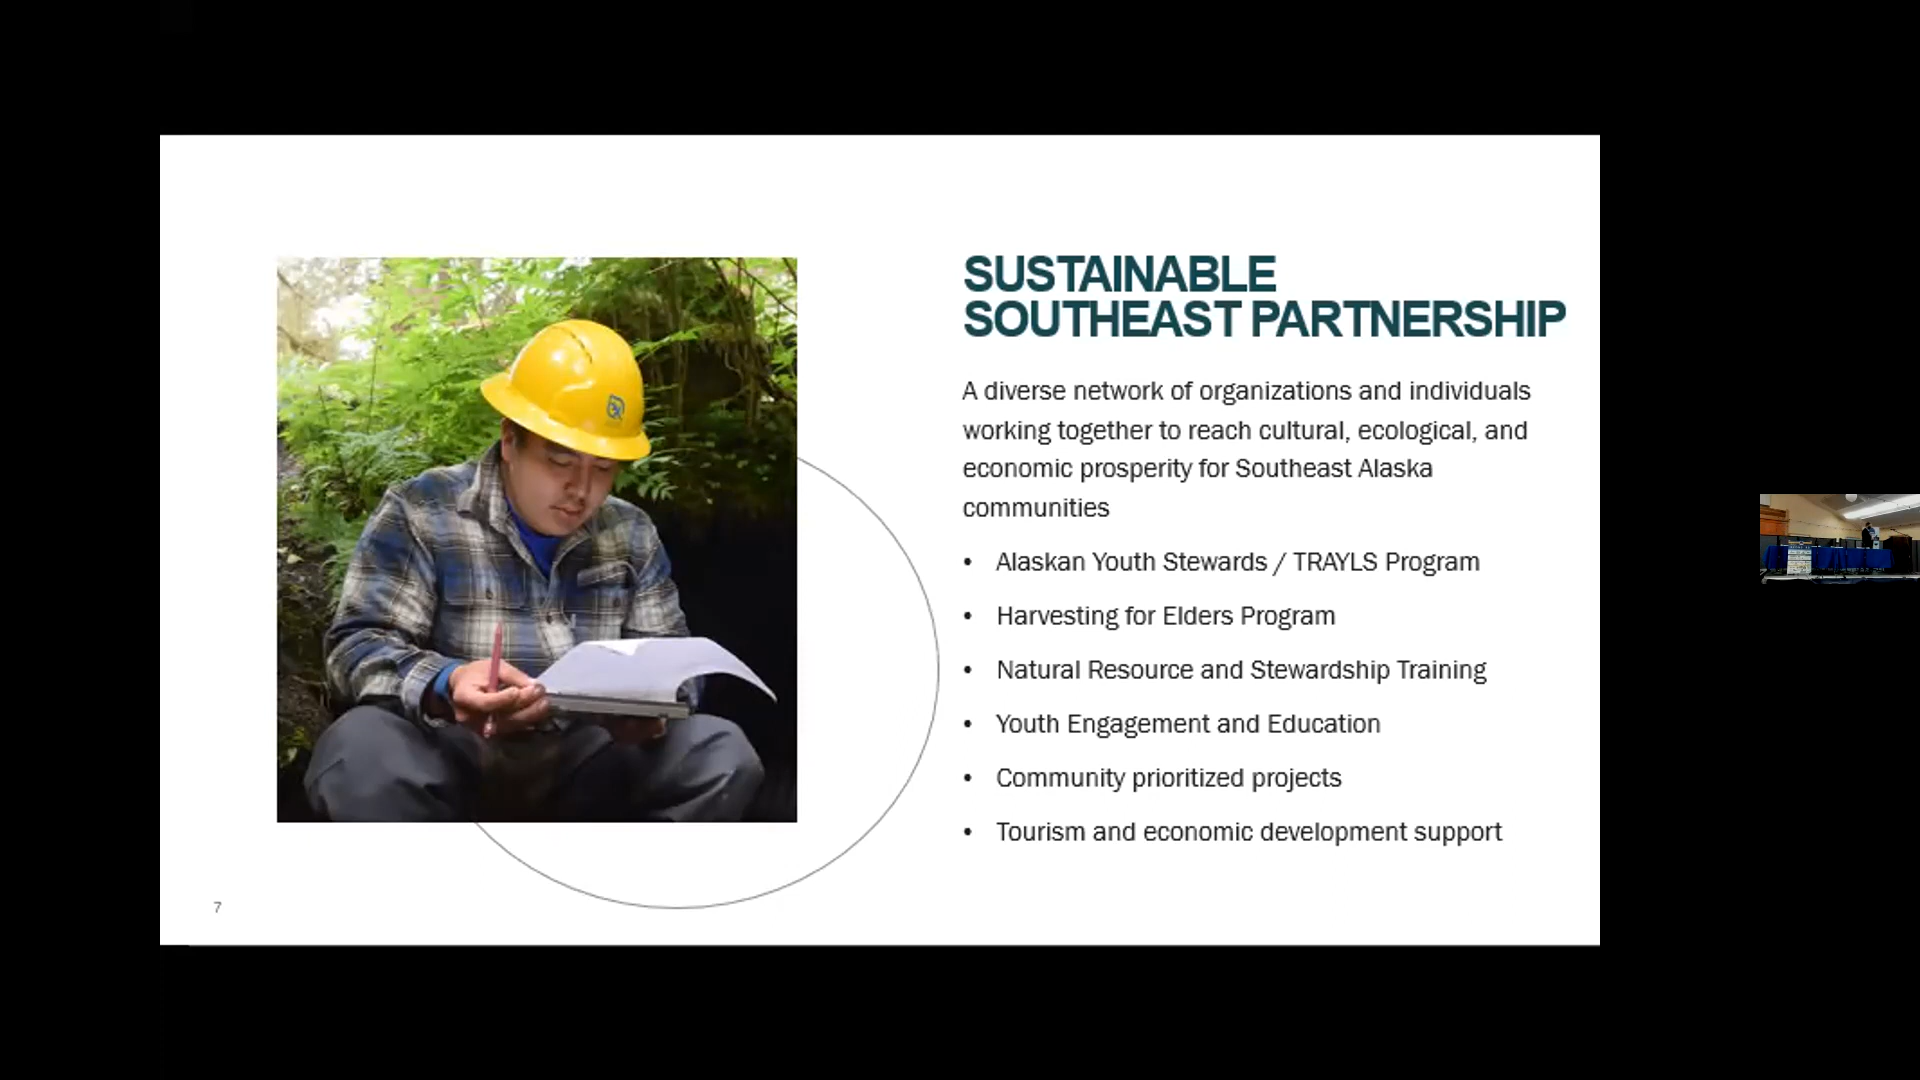 SUSTAINABLE
SOUTHEAST PARTNERSHIP
A diverse network of organizations and individuals
working together to reach cultural, ecological, and
economic prosperity for Southeast Alaska
communities
• Alaskan Youth Stewards / TRAYLS Program
• Harvesting for Elders Program
• Natural Resource and Stewardship Training
• Youth Engagement and Education
• Community prioritized projects
• Tourism and economic development support
7